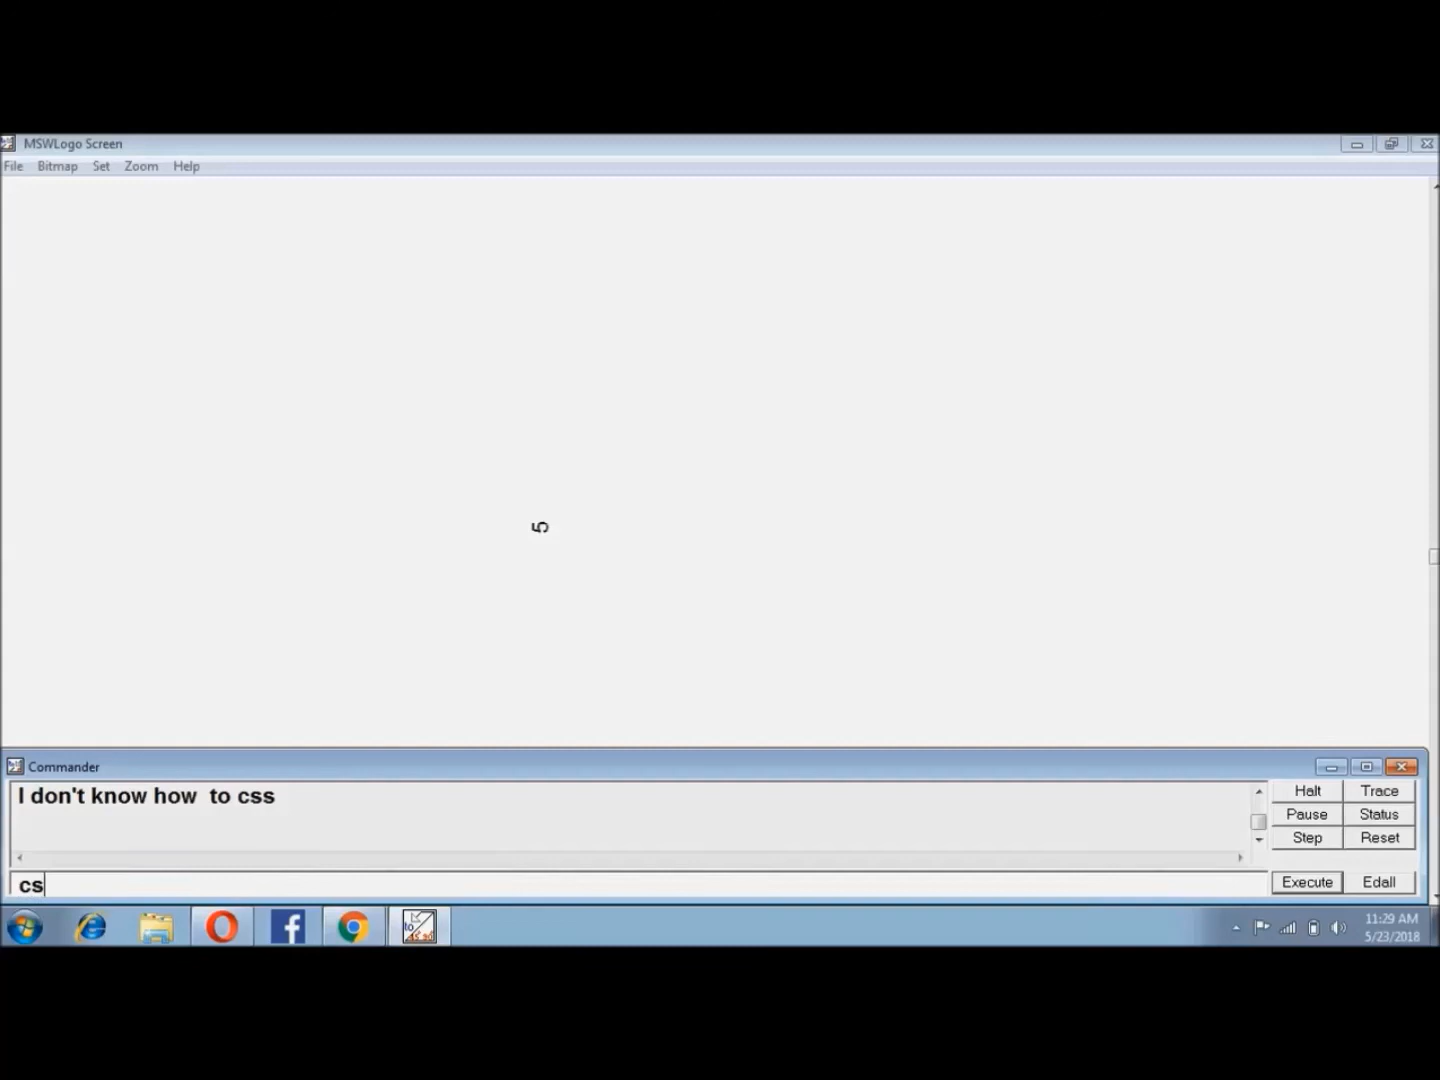 MSWLogo Screen
File Bitmap Set Zoom Help
5
Commander
I don't know how  to css
Halt Trace
Pause Status
Step Reset
cs
Execute Edall
11:29 AM
5/23/2018